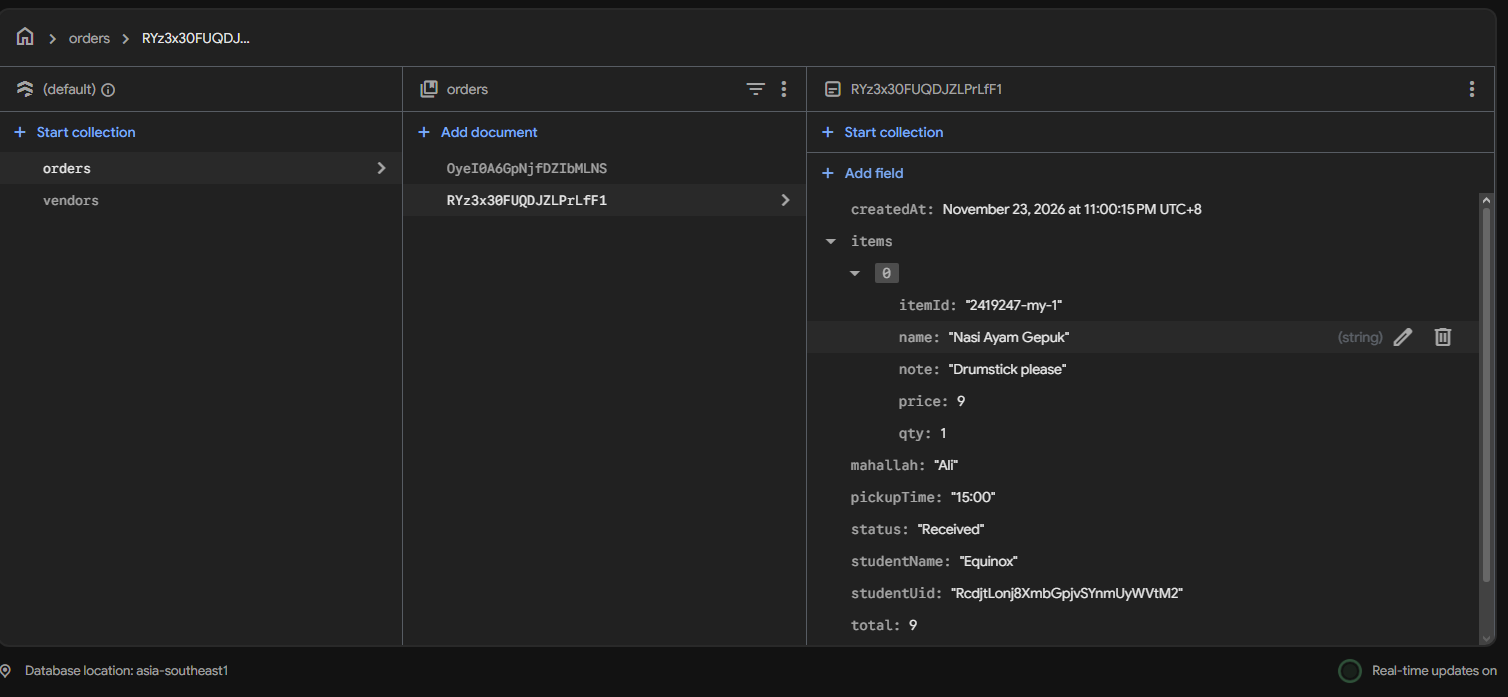 orders RYz3x30FUQDJ...
(default)
Start collection
orders
vendors
orders
Add document
OyeI0A6GpNjfDZIbMLNS
RYz3x30FUQDJZLPrLfF1
RYz3x30FUQDJZLPrLfF1
Start collection
Add field
createdAt: November 23, 2026 at 11:00:15 PM UTC+8
items
0
itemId: "2419247-my-1"
name: "Nasi Ayam Gepuk" (string)
note: "Drumstick please"
price: 9
qty: 1
mahallah: "Ali"
pickupTime: "15:00"
status: "Received"
studentName: "Equinox"
studentUid: "RcdjtLonj8XmbGpjvSYnmUyWVtM2"
total: 9
Database location: asia-southeast1
Real-time updates on